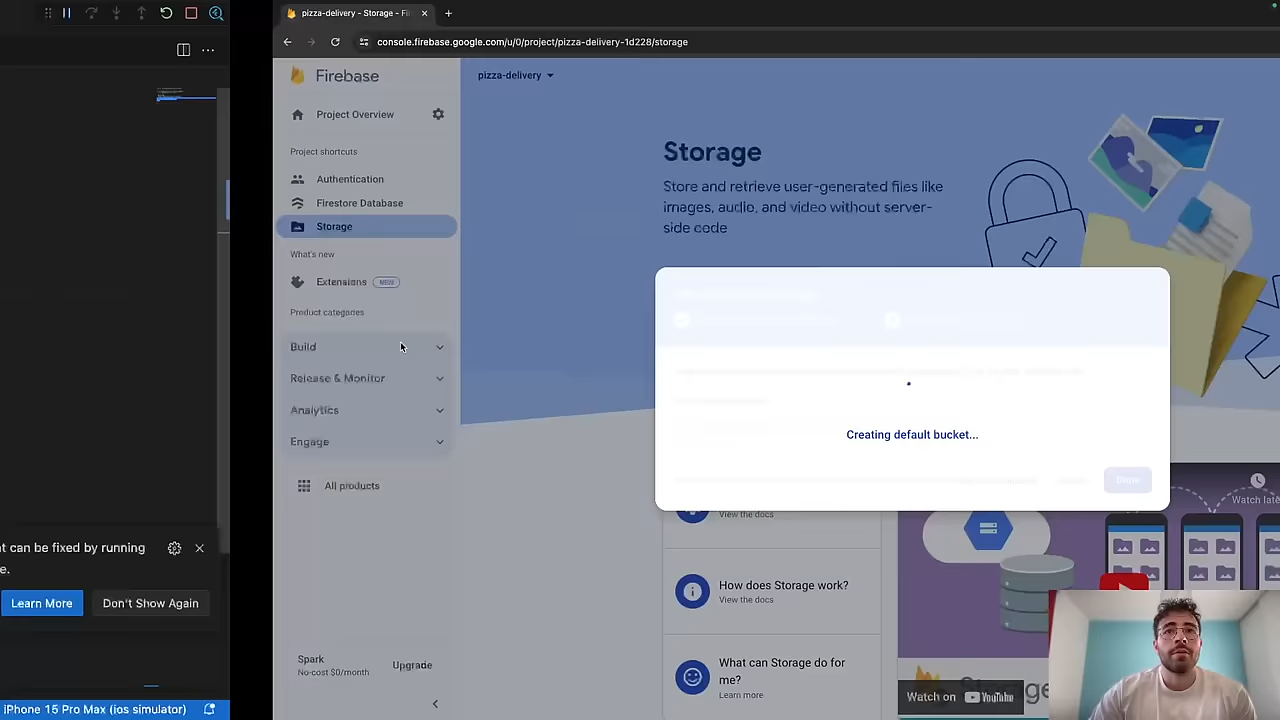 pizza-delivery - Storage - Fi
console.firebase.google.com/u/0/project/pizza-delivery-1d228/storage
Firebase
Project Overview
Project shortcuts
Authentication
Firestore Database
Storage
What's new
Extensions NEW
Product categories
Build
Release & Monitor
Analytics
Engage
All products
Spark
No-cost $0/month
Upgrade
pizza-delivery
Storage
Store and retrieve user-generated files like
images, audio, and video without server-
side code
Creating default bucket...
Done
View the docs
How does Storage work?
View the docs
What can Storage do for
me?
Learn more
Watch late
Watch on YouTube
t can be fixed by running
e.
Learn More
Don't Show Again
iPhone 15 Pro Max (ios simulator)